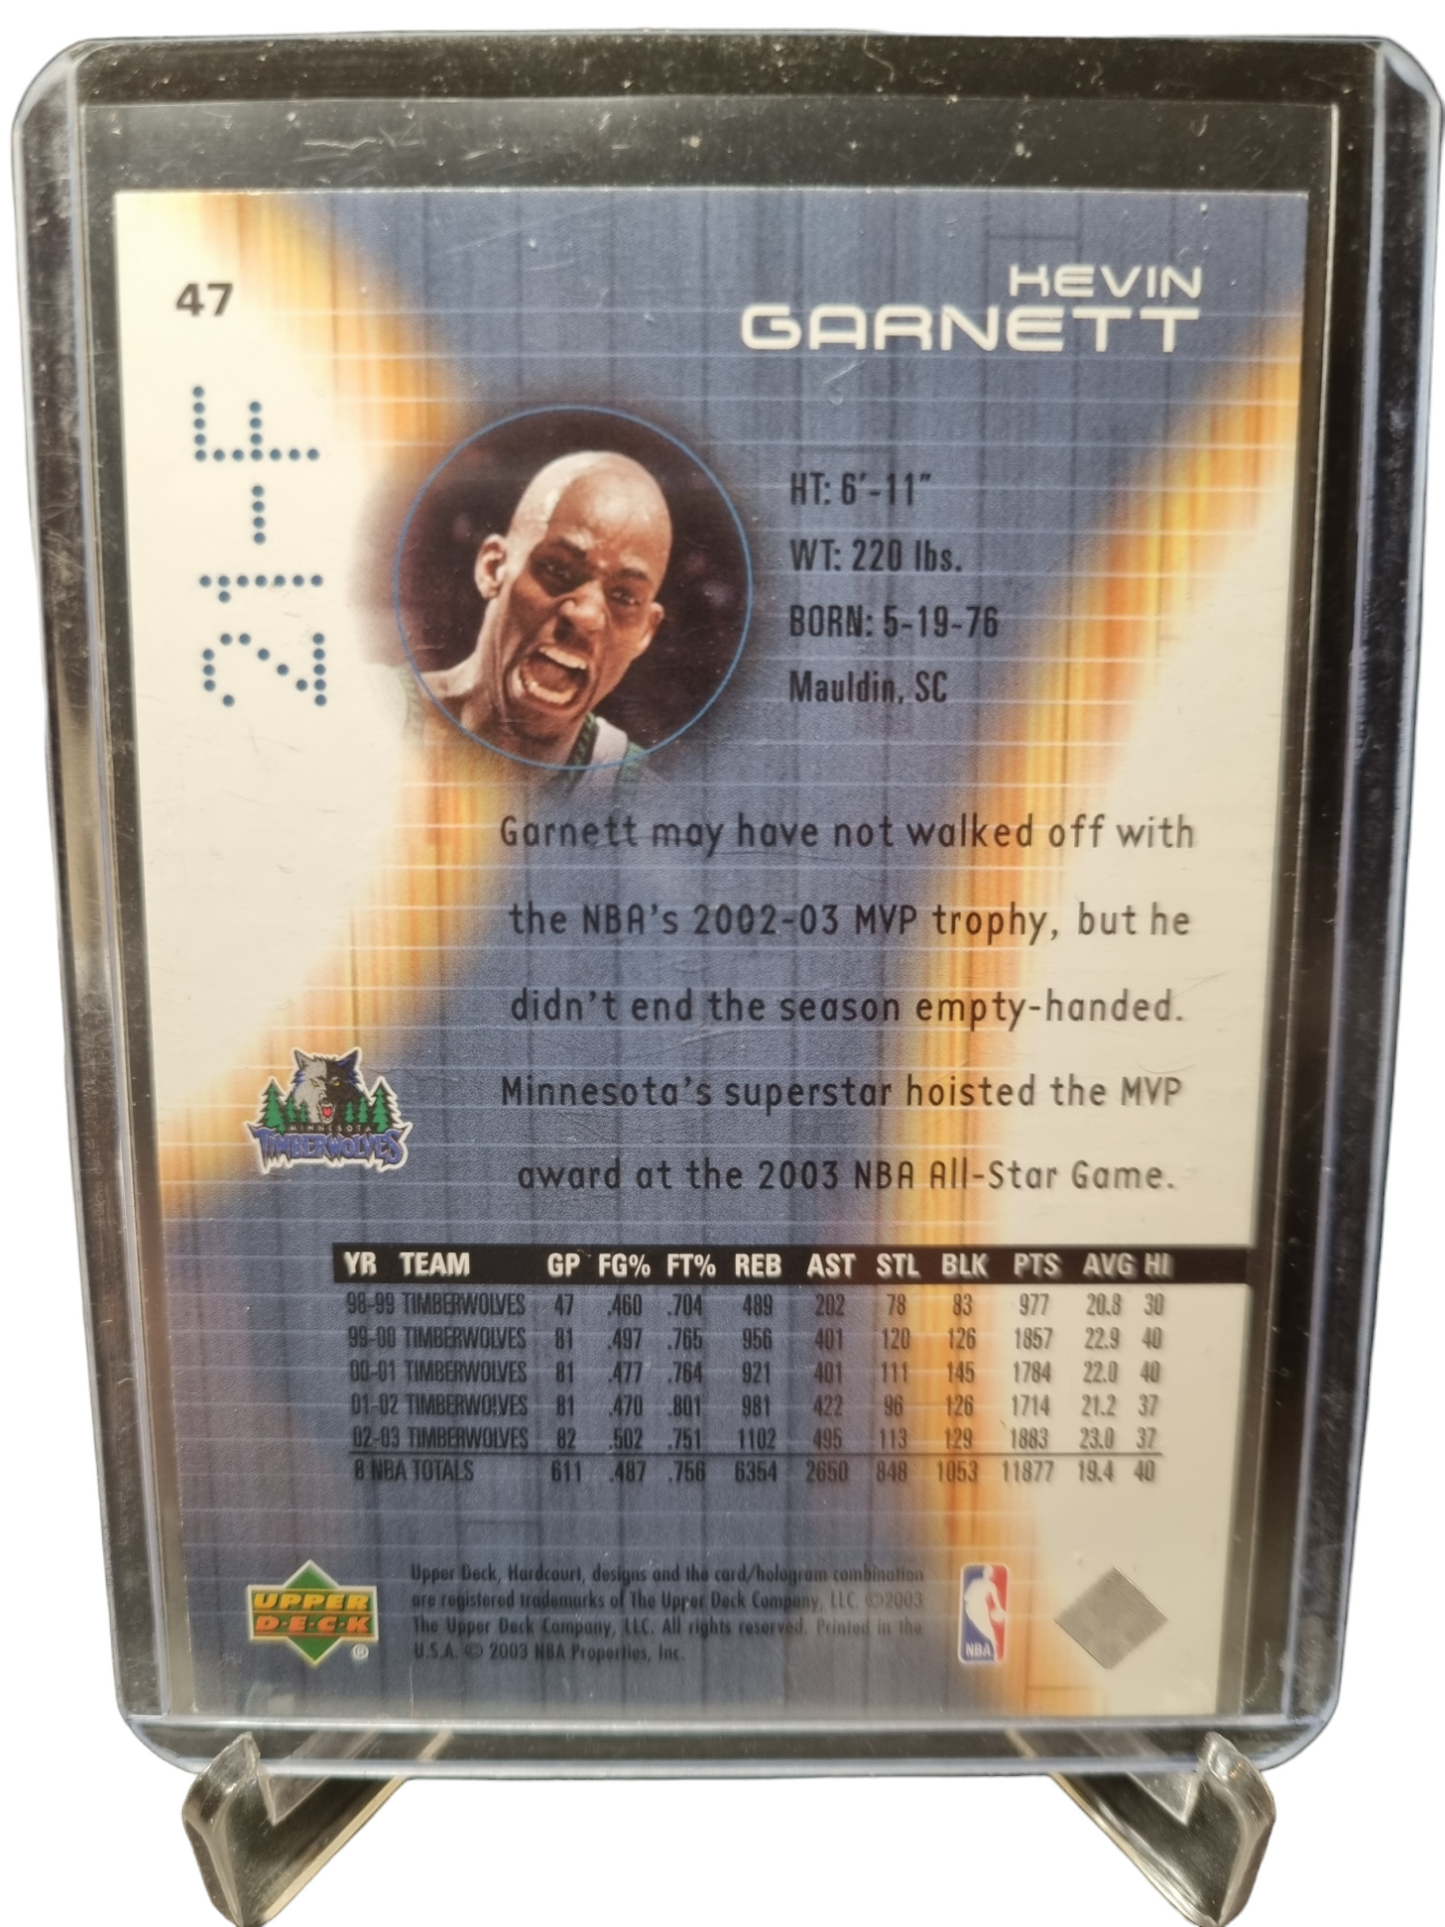 47
KEVIN
GARNETT
21-F
HT: 6'-11"
WT: 220 lbs.
BORN: 5-19-76
Mauldin, SC
Garnett may have not walked off with
the NBA's 2002-03 MVP trophy, but he
didn't end the season empty-handed.
Minnesota's superstar hoisted the MVP
award at the 2003 NBA All-Star Game.
MINNESOTA
TIMBERWOLVES
YR TEAM GP FG% FT% REB AST STL BLK PTS AVG HI
98-99 TIMBERWOLVES 47 .460 .704 489 202 78 83 977 20.8 30
99-00 TIMBERWOLVES 81 .497 .765 956 401 120 126 1857 22.9 40
00-01 TIMBERWOLVES 81 .477 .764 921 401 111 145 1784 22.0 40
01-02 TIMBERWOLVES 81 .470 .801 981 422 96 126 1714 21.2 37
02-03 TIMBERWOLVES 82 .502 .751 1102 495 113 129 1883 23.0 37
8 NBA TOTALS 611 .487 .756 6354 2650 848 1053 11877 19.4 40
UPPER
D·E·C·K
®
Upper Deck, Hardcourt, designs and the card/hologram combination
are registered trademarks of The Upper Deck Company, LLC. ©2003
The Upper Deck Company, LLC. All rights reserved. Printed in the
U.S.A. © 2003 NBA Properties, Inc.
NBA